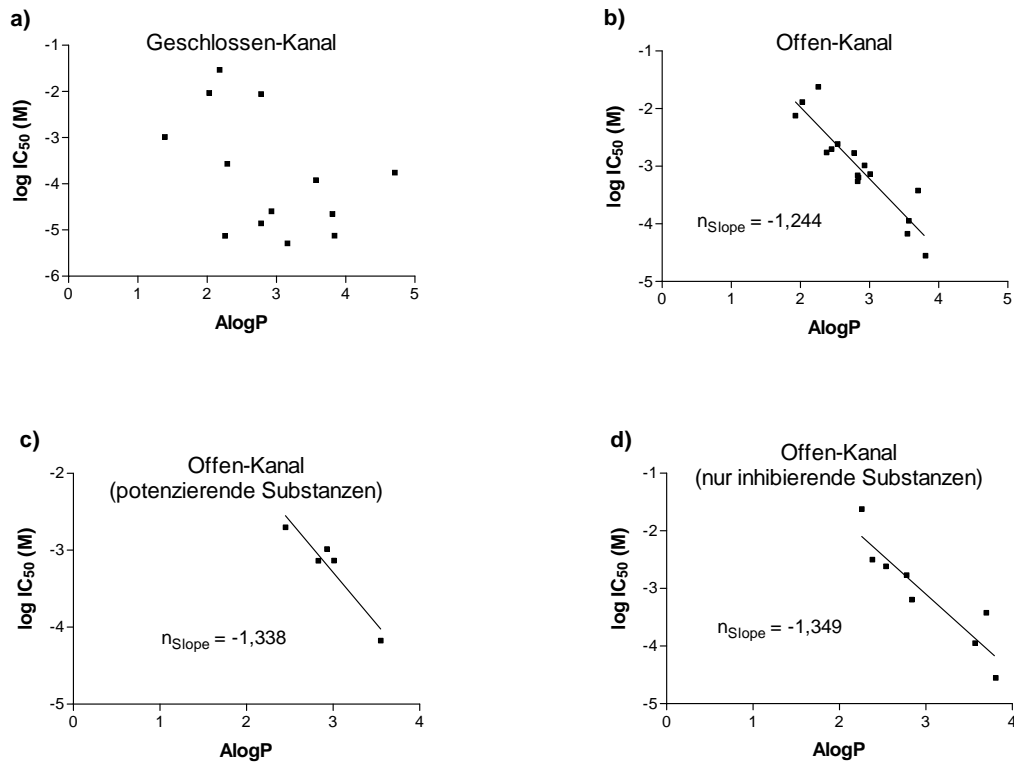 a)
Geschlossen-Kanal
-1
-2
-3
-4
-5
-6
log IC50 (M)
0 1 2 3 4 5
AlogP
b)
Offen-Kanal
-1
-2
-3
-4
-5
log IC50 (M)
nSlope = -1,244
0 1 2 3 4 5
AlogP
c)
Offen-Kanal
(potenzierende Substanzen)
-2
-3
-4
-5
log IC50 (M)
nSlope = -1,338
0 1 2 3 4
AlogP
d)
Offen-Kanal
(nur inhibierende Substanzen)
-1
-2
-3
-4
-5
log IC50 (M)
nSlope = -1,349
0 1 2 3 4
AlogP